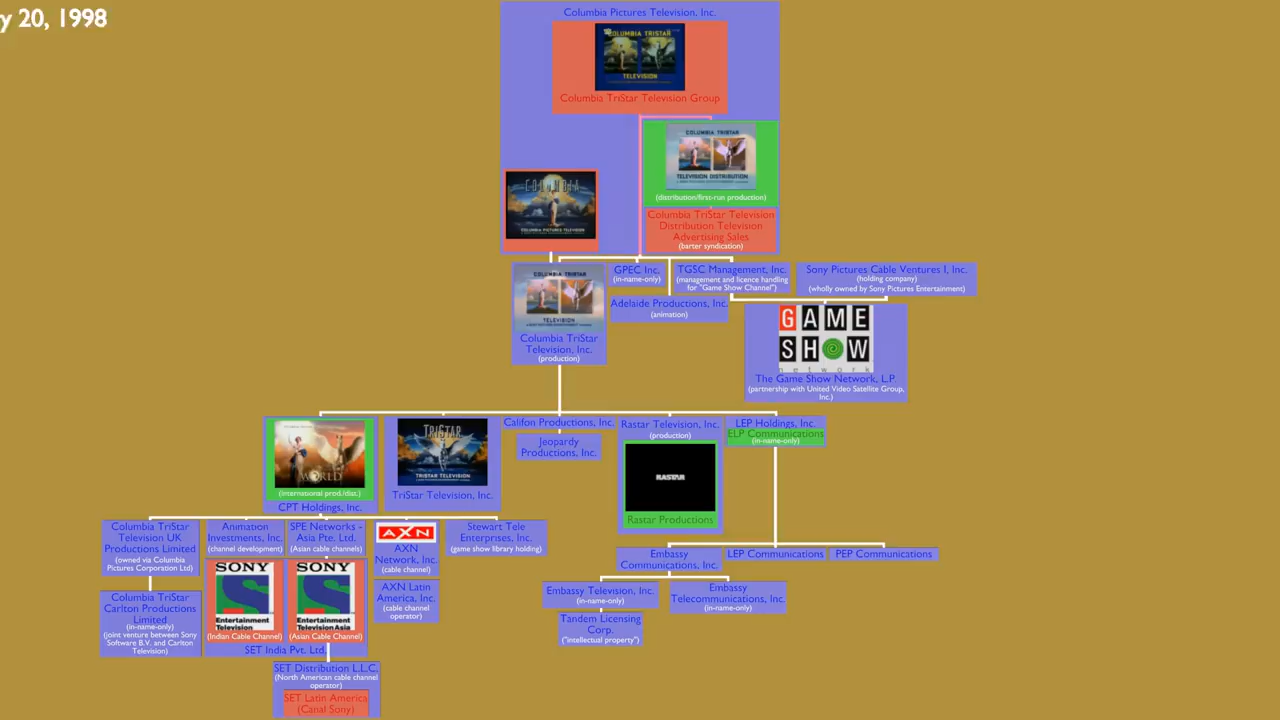 y 20, 1998
Columbia Pictures Television, Inc.
COLUMBIA TRISTAR
TELEVISION
Columbia TriStar Television Group
COLUMBIA TRISTAR
TELEVISION DISTRIBUTION
(distribution/first-run production)
COLUMBIA
COLUMBIA PICTURES TELEVISION
Columbia TriStar Television
Distribution Television
Advertising Sales
(barter syndication)
COLUMBIA TRISTAR
TELEVISION
Columbia TriStar
Television, Inc.
(production)
GPEC Inc.
(in-name-only)
TGSC Management, Inc.
(management and licence handling
for "Game Show Channel")
Sony Pictures Cable Ventures I, Inc.
(holding company)
(wholly owned by Sony Pictures Entertainment)
Adelaide Productions, Inc.
(animation)
GAME
SHOW
network
The Game Show Network, L.P.
(partnership with United Video Satellite Group,
Inc.)
WORLD
(international prod./dist.)
CPT Holdings, Inc.
TRISTAR
TRISTAR TELEVISION
TriStar Television, Inc.
Califon Productions, Inc.
Jeopardy
Productions, Inc.
Rastar Television, Inc.
(production)
RASTAR
Rastar Productions
LEP Holdings, Inc.
ELP Communications
(in-name-only)
Columbia TriStar
Television UK
Productions Limited
(owned via Columbia
Pictures Corporation Ltd)
Animation
Investments, Inc.
(channel development)
SPE Networks -
Asia Pte. Ltd.
(Asian cable channels)
AXN
AXN
Network, Inc.
(cable channel)
Stewart Tele
Enterprises, Inc.
(game show library holding)
Embassy
Communications, Inc.
LEP Communications
PEP Communications
Columbia TriStar
Carlton Productions
Limited
(in-name-only)
(joint venture between Sony
Software B.V. and Carlton
Television)
SONY
Entertainment
Television
(Indian Cable Channel)
SONY
Entertainment
Television Asia
(Asian Cable Channel)
SET India Pvt. Ltd.
AXN Latin
America, Inc.
(cable channel
operator)
Embassy Television, Inc.
(in-name-only)
Embassy
Telecommunications, Inc.
(in-name-only)
Tandem Licensing
Corp.
("intellectual property")
SET Distribution L.L.C.
(North American cable channel
operator)
SET Latin America
(Canal Sony)